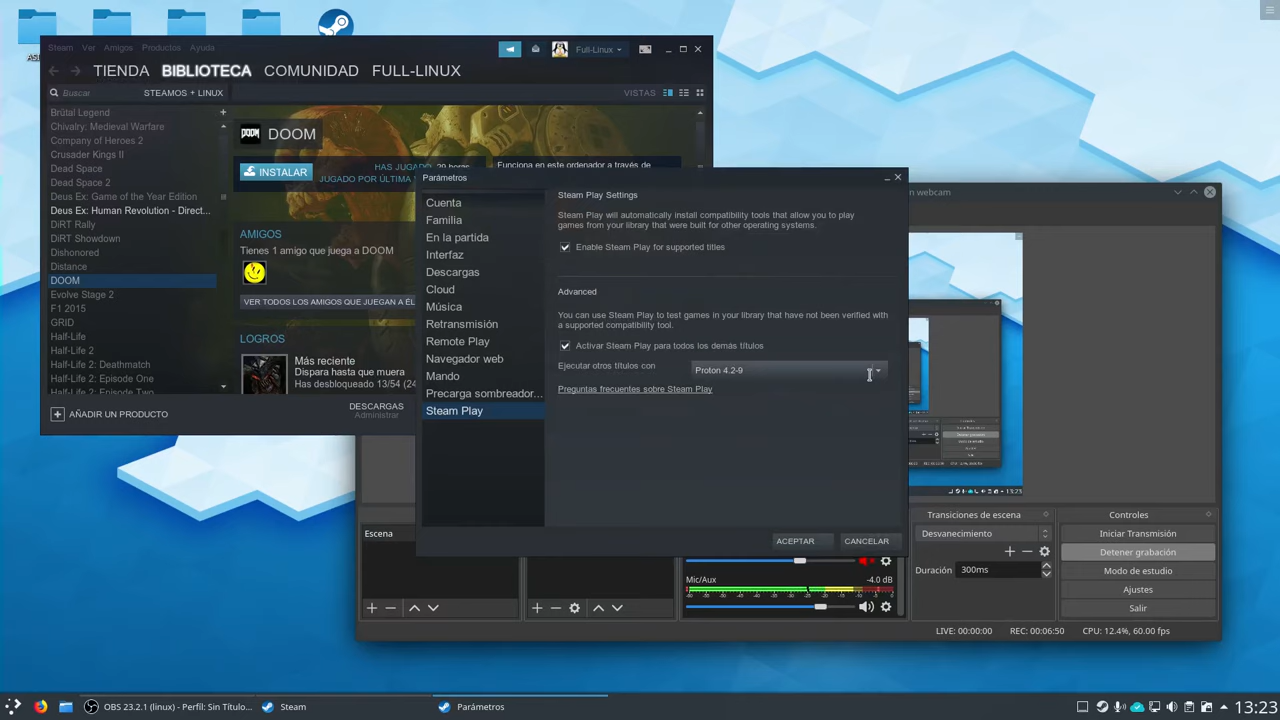 Steam Ver Amigos Productos Ayuda
Full-Linux
TIENDA BIBLIOTECA COMUNIDAD FULL-LINUX
Buscar STEAMOS + LINUX VISTAS
Brütal Legend
Chivalry: Medieval Warfare
Company of Heroes 2
Crusader Kings II
Dead Space
Dead Space 2
Deus Ex: Game of the Year Edition
Deus Ex: Human Revolution - Direct...
DiRT Rally
DiRT Showdown
Dishonored
Distance
DOOM
Evolve Stage 2
F1 2015
GRID
Half-Life
Half-Life 2
Half-Life 2: Episode One
Half-Life 2: Episode Two
AÑADIR UN PRODUCTO
DESCARGAS
Administrar
DOOM
INSTALAR
HAS JUGADO: 29 horas
JUGADO POR ÚLTIMA
Funciona en este ordenador a través de
AMIGOS
Tienes 1 amigo que juega a DOOM
VER TODOS LOS AMIGOS QUE JUEGAN A ÉL
LOGROS
Más reciente
Dispara hasta que muera
Has desbloqueado 13/54 (24
Parámetros
Cuenta
Familia
En la partida
Interfaz
Descargas
Cloud
Música
Retransmisión
Remote Play
Navegador web
Mando
Precarga sombreador...
Steam Play
Steam Play Settings
Steam Play will automatically install compatibility tools that allow you to play
games from your library that were built for other operating systems.
Enable Steam Play for supported titles
Advanced
You can use Steam Play to test games in your library that have not been verified with
a supported compatibility tool.
Activar Steam Play para todos los demás títulos
Ejecutar otros títulos con Proton 4.2-9
Preguntas frecuentes sobre Steam Play
ACEPTAR CANCELAR
n webcam
13:23
Escena
Mic/Aux -4.0 dB
Transiciones de escena
Desvanecimiento
Duración 300ms
Controles
Iniciar Transmisión
Detener grabación
Modo de estudio
Ajustes
Salir
LIVE: 00:00:00 REC: 00:06:50 CPU: 12.4%, 60.00 fps
OBS 23.2.1 (linux) - Perfil: Sin Título... Steam Parámetros 13:23